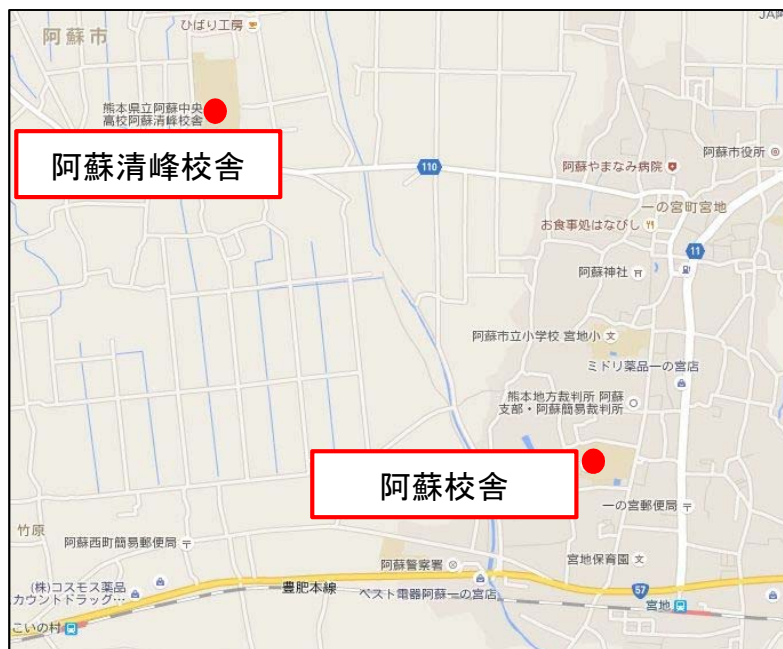 ひばり工房
JA阿
阿蘇市
熊本県立阿蘇中央
高校阿蘇清峰校舎
阿蘇清峰校舎
110
阿蘇やまなみ病院
阿蘇市役所
一の宮町宮地
お食事処はなびし
11
阿蘇神社
阿蘇市立小学校 宮地小
ミドリ薬品一の宮店
熊本地方裁判所 阿蘇
支部・阿蘇簡易裁判所
阿蘇校舎
一の宮郵便局
竹原
阿蘇西町簡易郵便局
阿蘇警察署
宮地保育園
(株)コスモス薬品
カウンドドラッグ…
豊肥本線
ベスト電器阿蘇一の宮店
57
宮地
こいの村